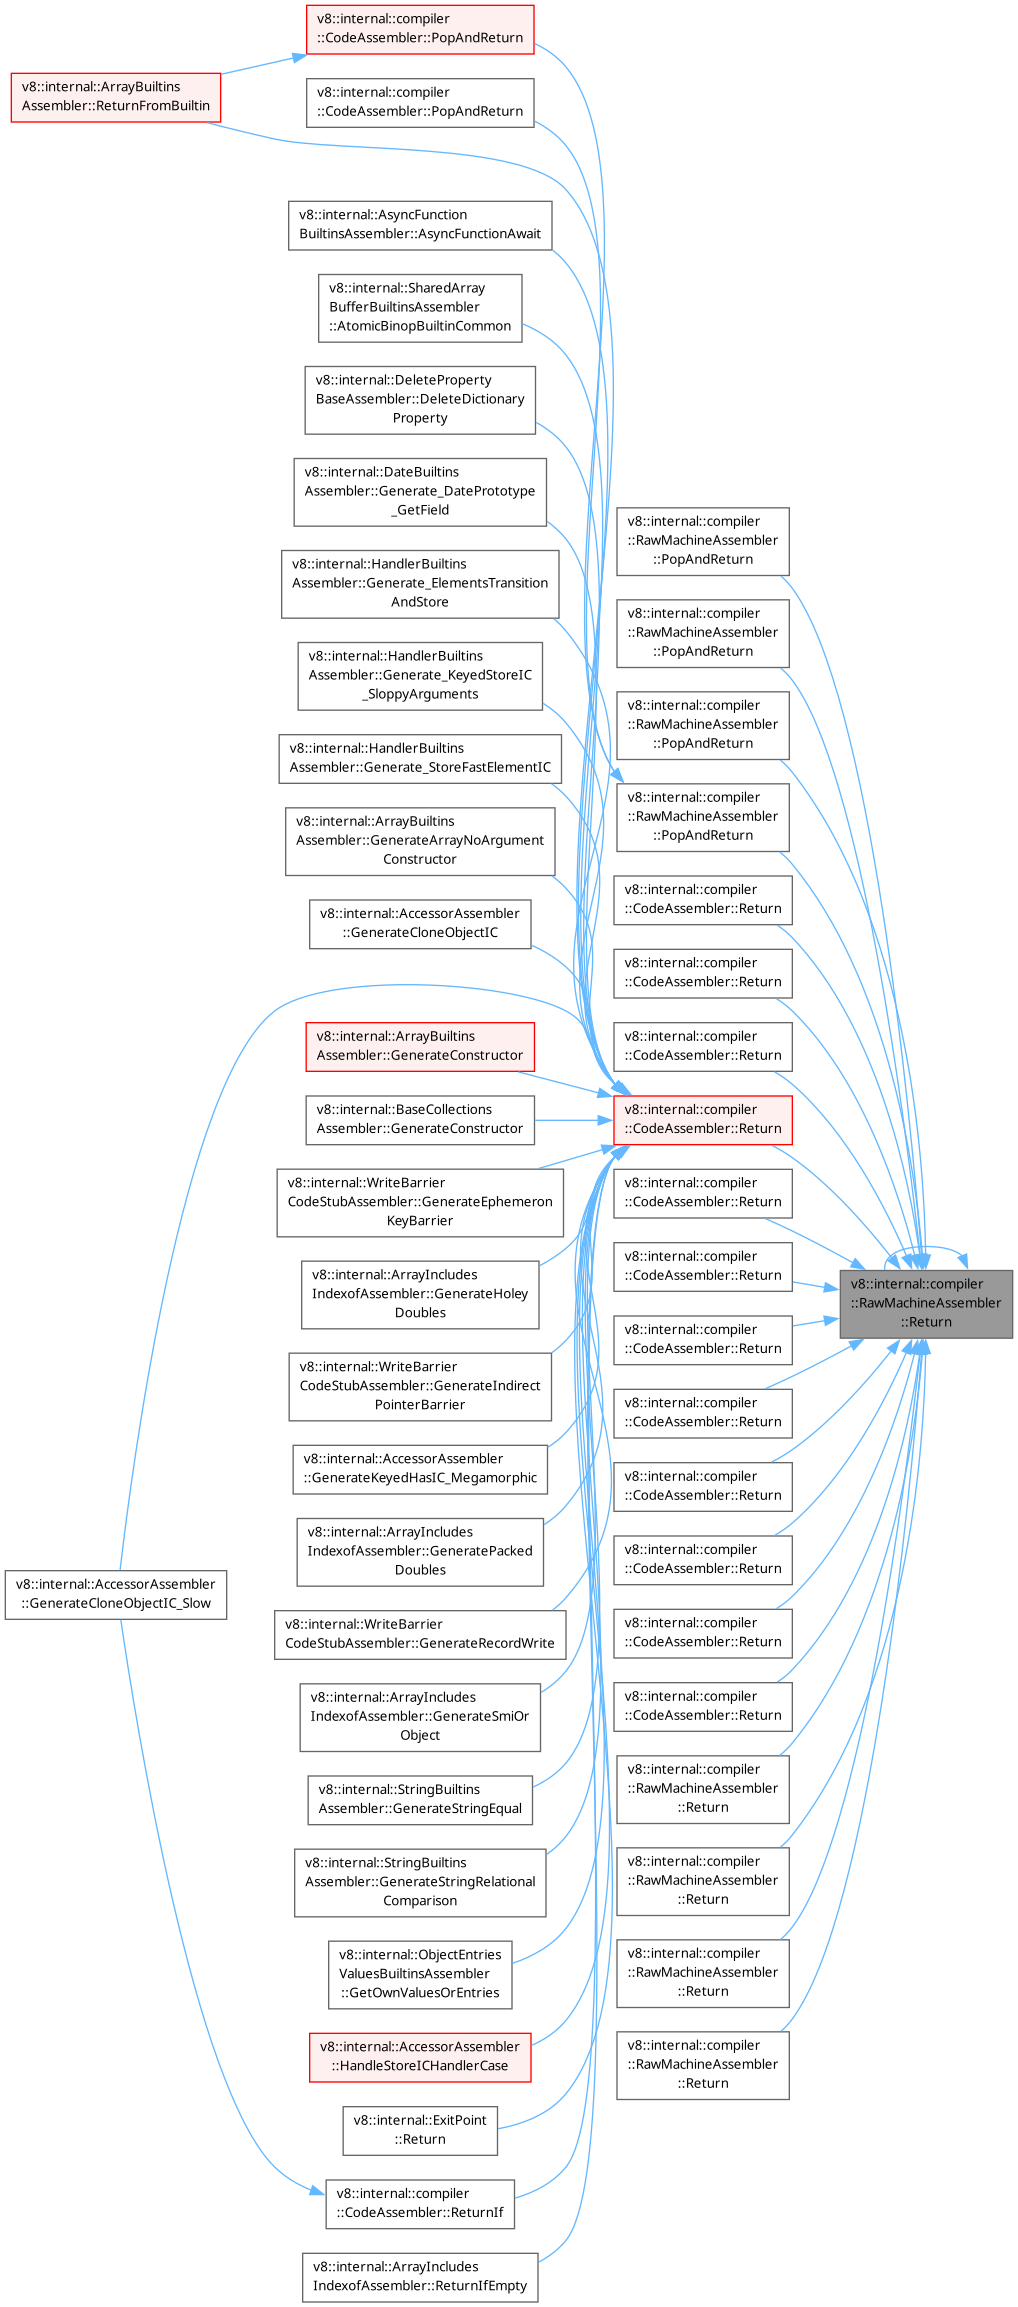 v8::internal::compiler
::CodeAssembler::PopAndReturn
v8::internal::ArrayBuiltins
Assembler::ReturnFromBuiltin
v8::internal::compiler
::CodeAssembler::PopAndReturn
v8::internal::AsyncFunction
BuiltinsAssembler::AsyncFunctionAwait
v8::internal::SharedArray
BufferBuiltinsAssembler
::AtomicBinopBuiltinCommon
v8::internal::DeleteProperty
BaseAssembler::DeleteDictionary
Property
v8::internal::DateBuiltins
Assembler::Generate_DatePrototype
_GetField
v8::internal::HandlerBuiltins
Assembler::Generate_ElementsTransition
AndStore
v8::internal::HandlerBuiltins
Assembler::Generate_KeyedStoreIC
_SloppyArguments
v8::internal::HandlerBuiltins
Assembler::Generate_StoreFastElementIC
v8::internal::ArrayBuiltins
Assembler::GenerateArrayNoArgument
Constructor
v8::internal::AccessorAssembler
::GenerateCloneObjectIC
v8::internal::ArrayBuiltins
Assembler::GenerateConstructor
v8::internal::BaseCollections
Assembler::GenerateConstructor
v8::internal::WriteBarrier
CodeStubAssembler::GenerateEphemeron
KeyBarrier
v8::internal::ArrayIncludes
IndexofAssembler::GenerateHoley
Doubles
v8::internal::WriteBarrier
CodeStubAssembler::GenerateIndirect
PointerBarrier
v8::internal::AccessorAssembler
::GenerateKeyedHasIC_Megamorphic
v8::internal::ArrayIncludes
IndexofAssembler::GeneratePacked
Doubles
v8::internal::AccessorAssembler
::GenerateCloneObjectIC_Slow
v8::internal::WriteBarrier
CodeStubAssembler::GenerateRecordWrite
v8::internal::ArrayIncludes
IndexofAssembler::GenerateSmiOr
Object
v8::internal::StringBuiltins
Assembler::GenerateStringEqual
v8::internal::StringBuiltins
Assembler::GenerateStringRelational
Comparison
v8::internal::ObjectEntries
ValuesBuiltinsAssembler
::GetOwnValuesOrEntries
v8::internal::AccessorAssembler
::HandleStoreICHandlerCase
v8::internal::ExitPoint
::Return
v8::internal::compiler
::CodeAssembler::ReturnIf
v8::internal::ArrayIncludes
IndexofAssembler::ReturnIfEmpty
v8::internal::compiler
::RawMachineAssembler
::PopAndReturn
v8::internal::compiler
::RawMachineAssembler
::PopAndReturn
v8::internal::compiler
::RawMachineAssembler
::PopAndReturn
v8::internal::compiler
::RawMachineAssembler
::PopAndReturn
v8::internal::compiler
::CodeAssembler::Return
v8::internal::compiler
::CodeAssembler::Return
v8::internal::compiler
::CodeAssembler::Return
v8::internal::compiler
::CodeAssembler::Return
v8::internal::compiler
::CodeAssembler::Return
v8::internal::compiler
::CodeAssembler::Return
v8::internal::compiler
::CodeAssembler::Return
v8::internal::compiler
::CodeAssembler::Return
v8::internal::compiler
::CodeAssembler::Return
v8::internal::compiler
::CodeAssembler::Return
v8::internal::compiler
::CodeAssembler::Return
v8::internal::compiler
::CodeAssembler::Return
v8::internal::compiler
::RawMachineAssembler
::Return
v8::internal::compiler
::RawMachineAssembler
::Return
v8::internal::compiler
::RawMachineAssembler
::Return
v8::internal::compiler
::RawMachineAssembler
::Return
v8::internal::compiler
::RawMachineAssembler
::Return